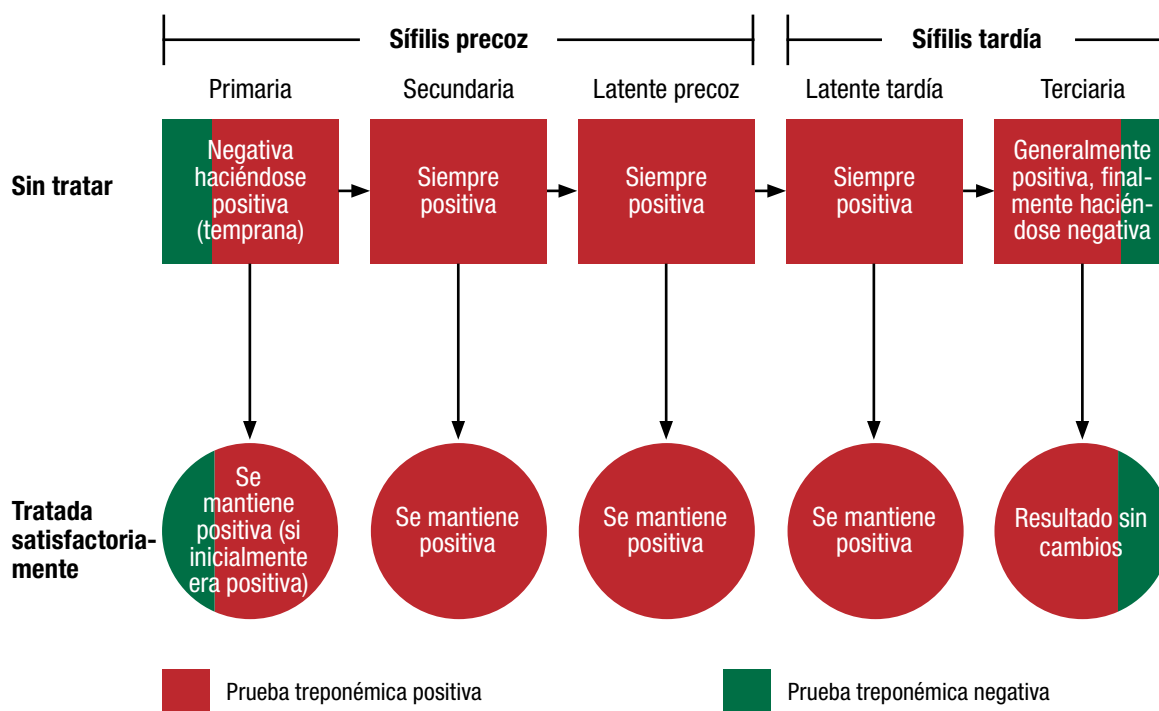 Sífilis precoz
Sífilis tardía
Primaria
Secundaria
Latente precoz
Latente tardía
Terciaria
Sin tratar
Negativa
haciéndose
positiva
(temprana)
Siempre
positiva
Siempre
positiva
Siempre
positiva
Generalmente
positiva, final-
mente hacién-
dose negativa
Tratada
satisfactoria-
mente
Se
mantiene
positiva (si
inicialmente
era positiva)
Se mantiene
positiva
Se mantiene
positiva
Se mantiene
positiva
Resultado sin
cambios
Prueba treponémica positiva
Prueba treponémica negativa